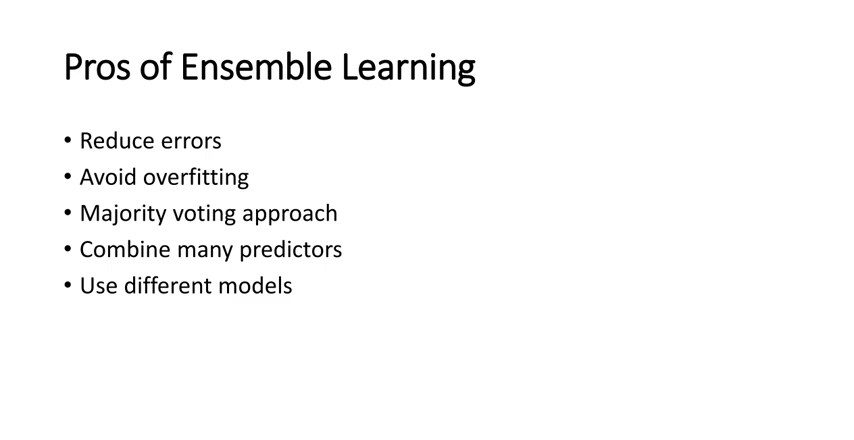 Pros of Ensemble Learning
• Reduce errors
• Avoid overfitting
• Majority voting approach
• Combine many predictors
• Use different models